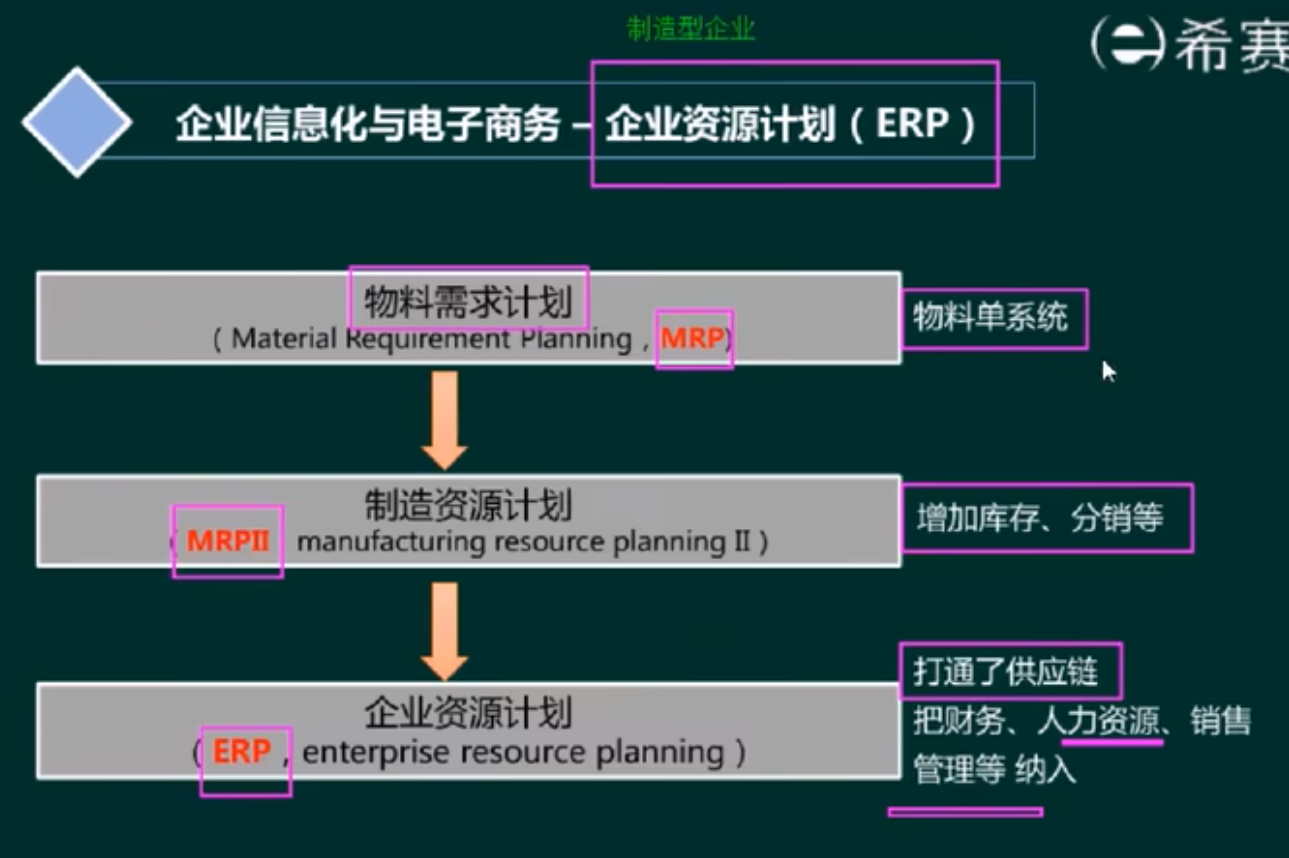 制造型企业
希赛
企业信息化与电子商务 – 企业资源计划（ERP）
物料需求计划
（Material Requirement Planning，MRP）
物料单系统
制造资源计划
（MRPII manufacturing resource planning II）
增加库存、分销等
企业资源计划
（ERP，enterprise resource planning）
打通了供应链
把财务、人力资源、销售
管理等 纳入